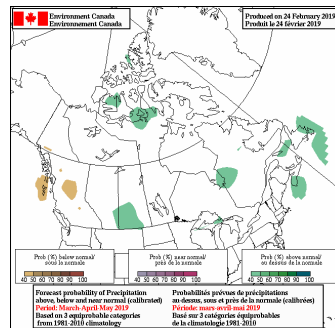 Environment Canada
Environnement Canada
Produced on 24 February 2019
Produit le 24 février 2019
Prob (%) below normal/
sous la normale
40 50 60 70 80 90 100
Prob (%) near normal/
près de la normale
40 50 60 70 80 90 100
Prob (%) above normal/
au dessus de la normale
40 50 60 70 80 90 100
Forecast probability of Precipitation
above, below and near normal (calibrated)
Period: March-April-May 2019
Based on 3 equiprobable categories
from 1981-2010 climatology
Probabilités prévues de précipitations
au dessus, sous et près de la normale (calibrées)
Période: mars-avril-mai 2019
Basé sur 3 catégories équiprobables
de la climatologie 1981-2010